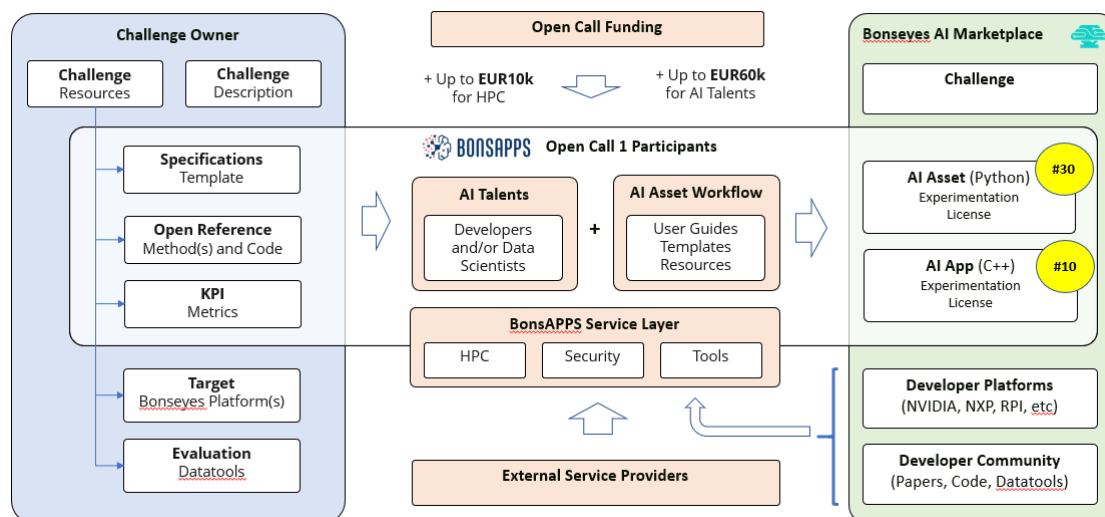 Challenge Owner
Challenge
Resources
Challenge
Description
Specifications
Template
Open Reference
Method(s) and Code
KPI
Metrics
Target
Bonseyes Platform(s)
Evaluation
Datatools
Open Call Funding
+ Up to EUR10k
for HPC
+ Up to EUR60k
for AI Talents
BONSAPPS Open Call 1 Participants
AI Talents
Developers
and/or Data
Scientists
+
AI Asset Workflow
User Guides
Templates
Resources
BonsAPPS Service Layer
HPC
Security
Tools
External Service Providers
Bonseyes AI Marketplace
Challenge
#30
AI Asset (Python)
Experimentation
License
#10
AI App (C++)
Experimentation
License
Developer Platforms
(NVIDIA, NXP, RPI, etc)
Developer Community
(Papers, Code, Datatools)